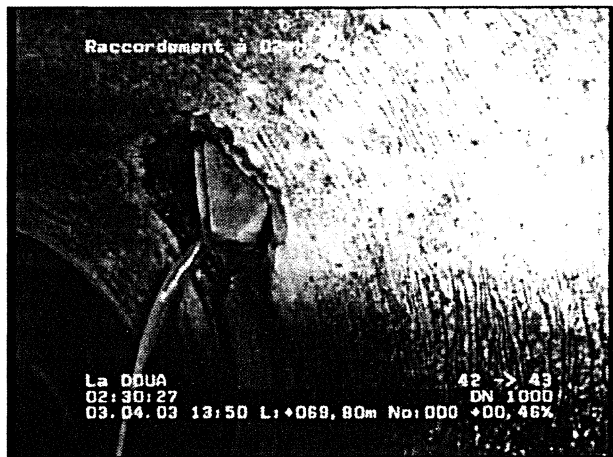 Raccordement à 02
La DOUA 42 -> 43
02:30:27 DN 1000
03.04.03 13:50 L:+069,80m No:000 +00,46%